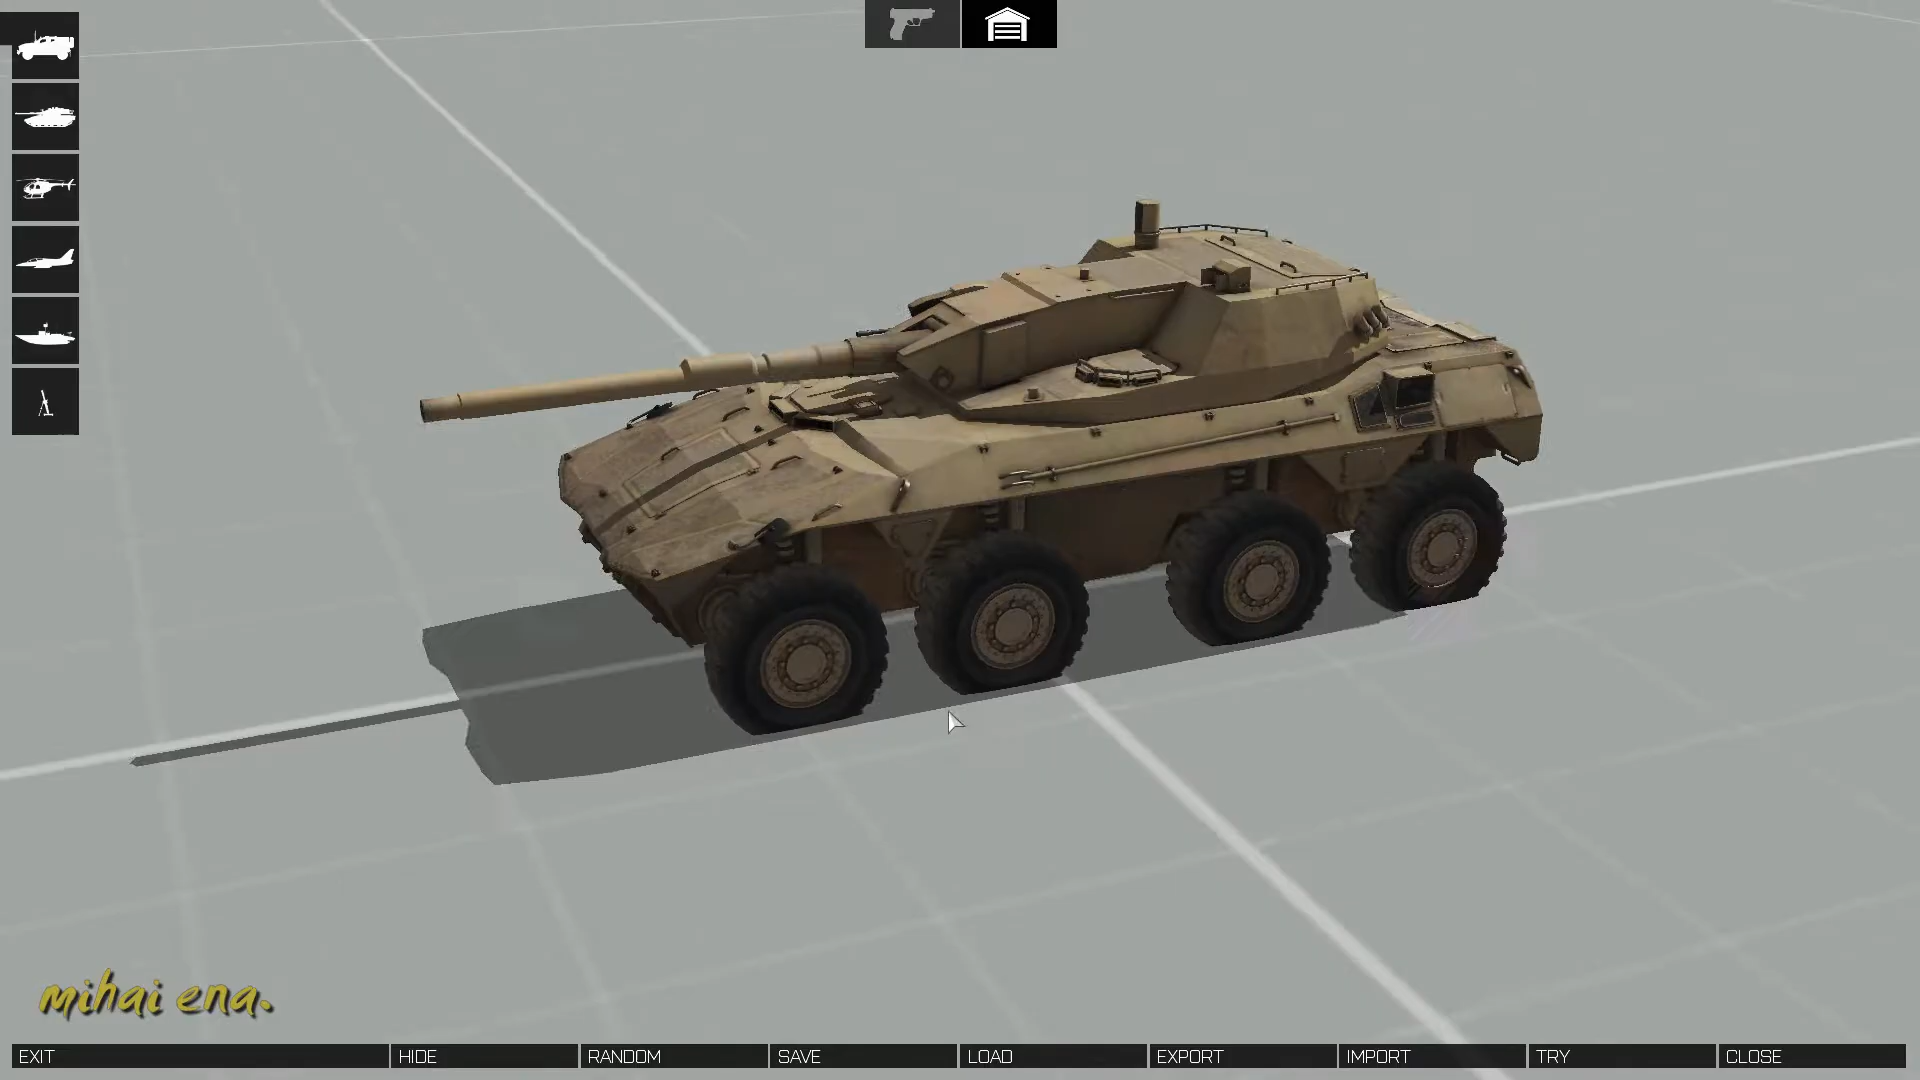 mihai ena.
EXIT
HIDE
RANDOM
SAVE
LOAD
EXPORT
IMPORT
TRY
CLOSE